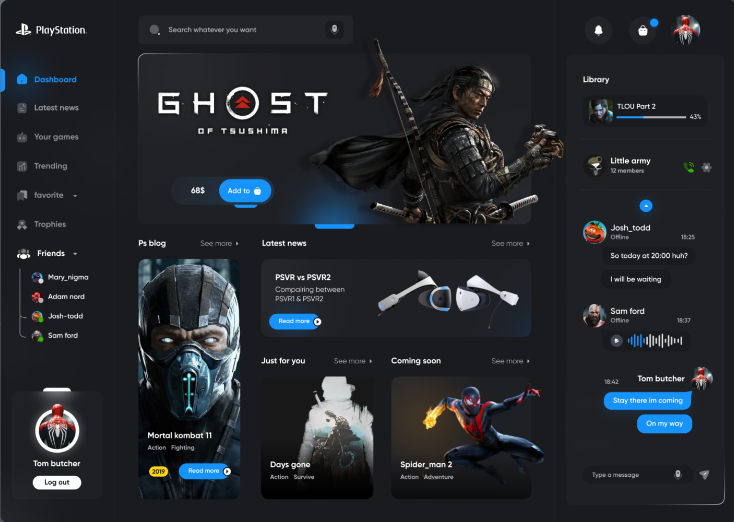 PlayStation.
Dashboard
Latest news
Your games
Trending
favorite
Trophies
Friends
Mary_nigma
Adam nord
Josh-todd
Sam ford
Tom butcher
Log out
Search whatever you want
GHOST
OF TSUSHIMA
68$
Add to
Ps blog
See more
Mortal kombat 11
Action Fighting
2019
Read more
Latest news
See more
PSVR vs PSVR2
Compairing between
PSVR1 & PSVR2
Read more
Just for you
See more
Days gone
Action Survive
Coming soon
See more
Spider_man 2
Action Adventure
Library
TLOU Part 2
43%
Little army
12 members
Josh_todd
Offline
18:25
So today at 20:00 huh?
I will be waiting
Sam ford
Offline
18:37
Tom butcher
18:42
Stay there im coming
On my way
Type a message